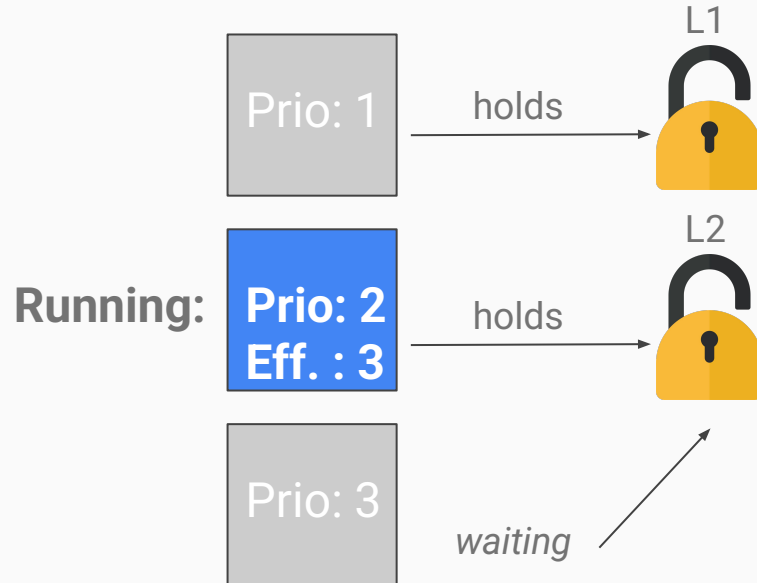 L1
Prio: 1
holds
L2
Running:
Prio: 2
Eff. : 3
holds
Prio: 3
waiting